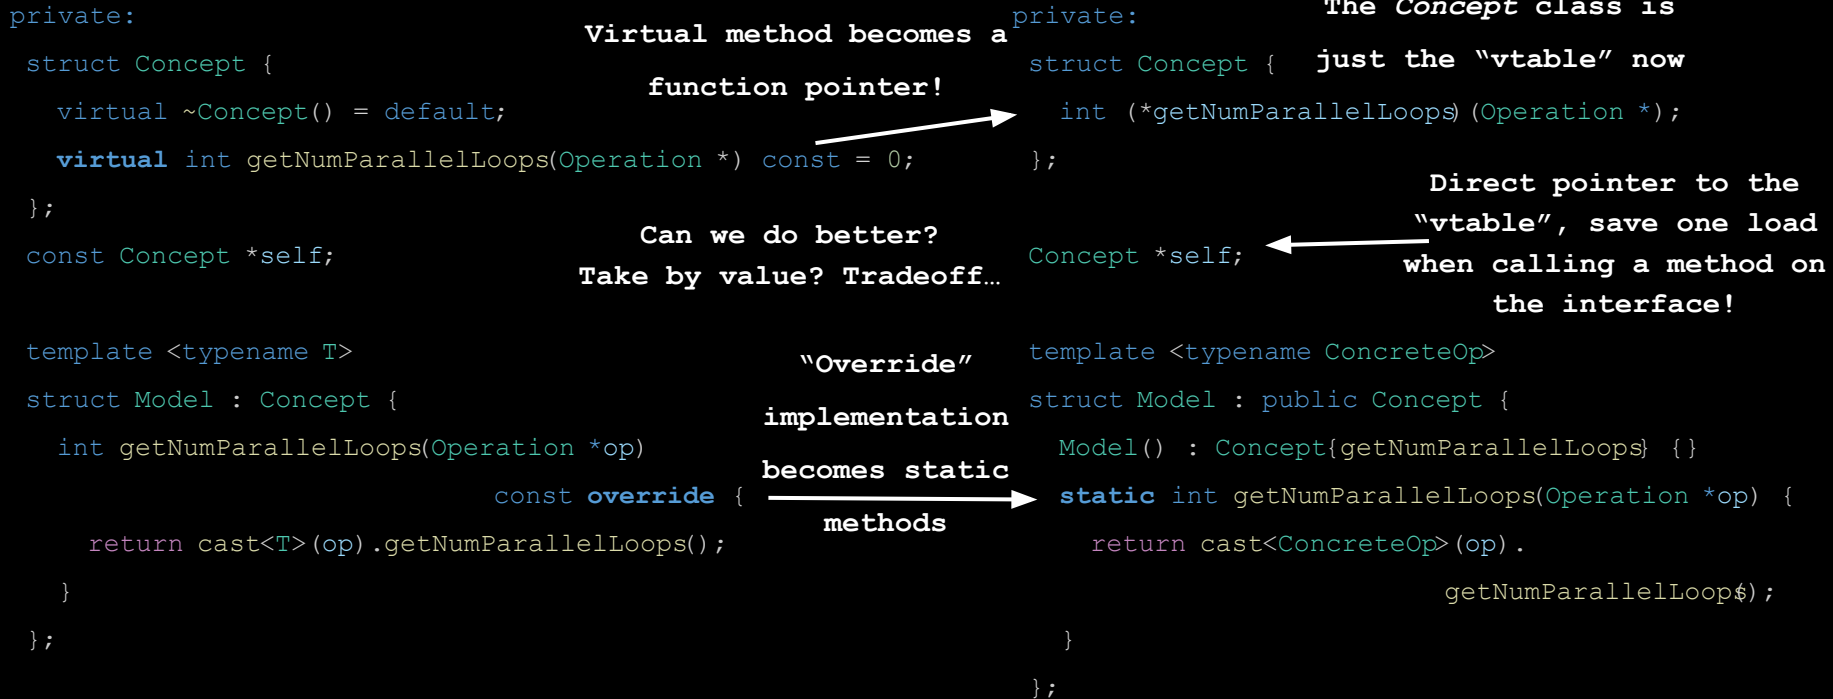 private:
struct Concept {
virtual ~Concept() = default;
virtual int getNumParallelLoops(Operation *) const = 0;
};
const Concept *self;
template <typename T>
struct Model : Concept {
int getNumParallelLoops(Operation *op)
const override {
return cast<T>(op).getNumParallelLoops();
}
};
Virtual method becomes a
function pointer!
Can we do better?
Take by value? Tradeoff…
“Override”
implementation
becomes static
methods
private:
The Concept class is
just the “vtable” now
struct Concept {
int (*getNumParallelLoops)(Operation *);
};
Direct pointer to the
“vtable”, save one load
when calling a method on
the interface!
Concept *self;
template <typename ConcreteOp>
struct Model : public Concept {
Model() : Concept{getNumParallelLoops} {}
static int getNumParallelLoops(Operation *op) {
return cast<ConcreteOp>(op).
getNumParallelLoops();
}
};